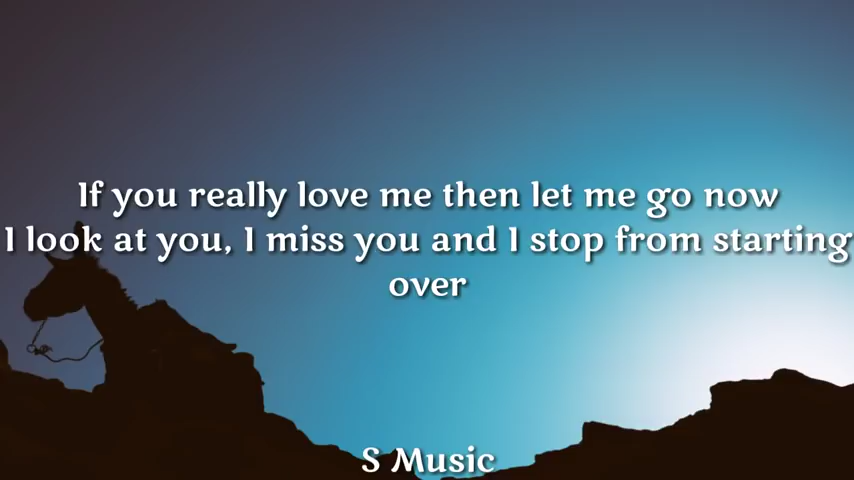 If you really love me then let me go now
I look at you, I miss you and I stop from starting
over
S Music